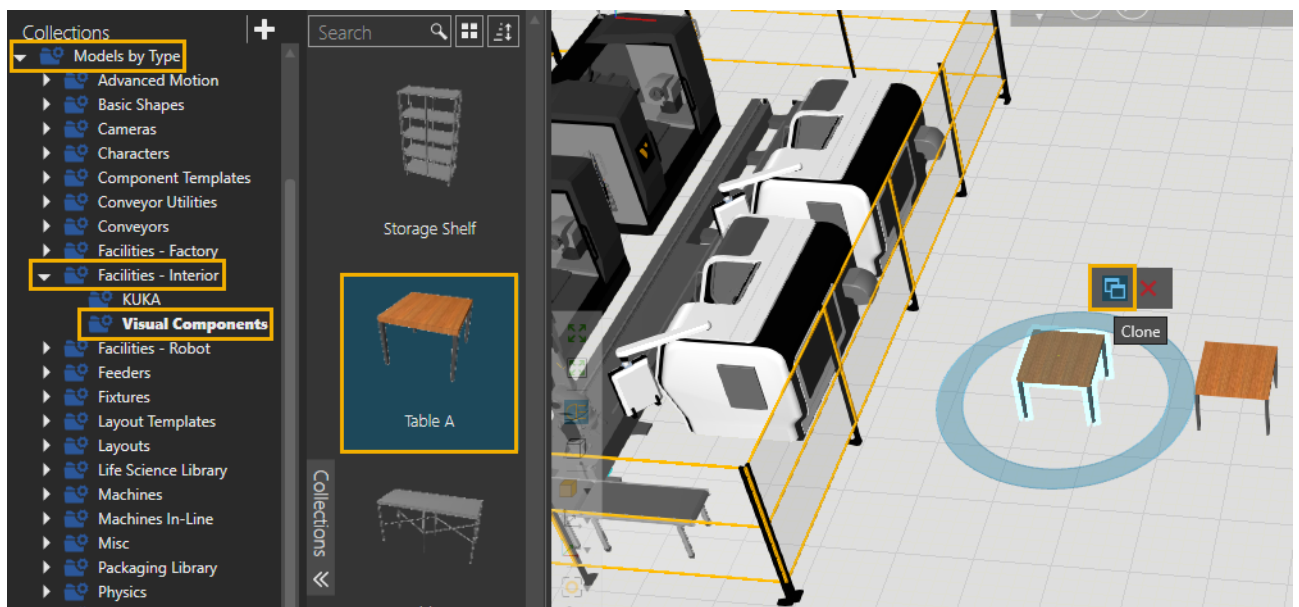 Collections
Models by Type
Advanced Motion
Basic Shapes
Cameras
Characters
Component Templates
Conveyor Utilities
Conveyors
Facilities - Factory
Facilities - Interior
KUKA
Visual Components
Facilities - Robot
Feeders
Fixtures
Layout Templates
Layouts
Life Science Library
Machines
Machines In-Line
Misc
Packaging Library
Physics
Search
Storage Shelf
Table A
Collections
Clone